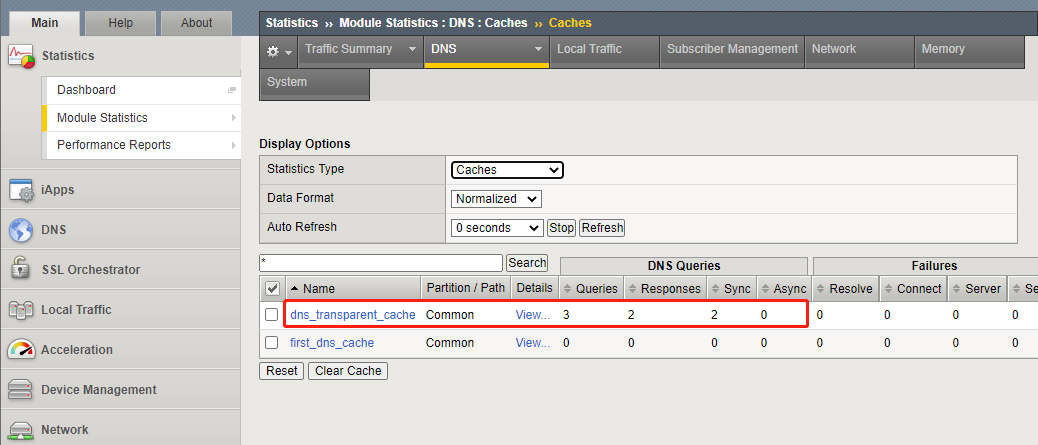 Main Help About
Statistics ›› Module Statistics : DNS : Caches ›› Caches
Statistics
Dashboard
Module Statistics
Performance Reports
iApps
DNS
SSL Orchestrator
Local Traffic
Acceleration
Device Management
Network
Traffic Summary DNS Local Traffic Subscriber Management Network Memory
System
Display Options
Statistics Type Caches
Data Format Normalized
Auto Refresh 0 seconds Stop Refresh
* Search DNS Queries Failures
Name Partition / Path Details Queries Responses Sync Async Resolve Connect Server Se
dns_transparent_cache Common View... 3 2 2 0 0 0 0 0
first_dns_cache Common View... 0 0 0 0 0 0 0 0
Reset Clear Cache